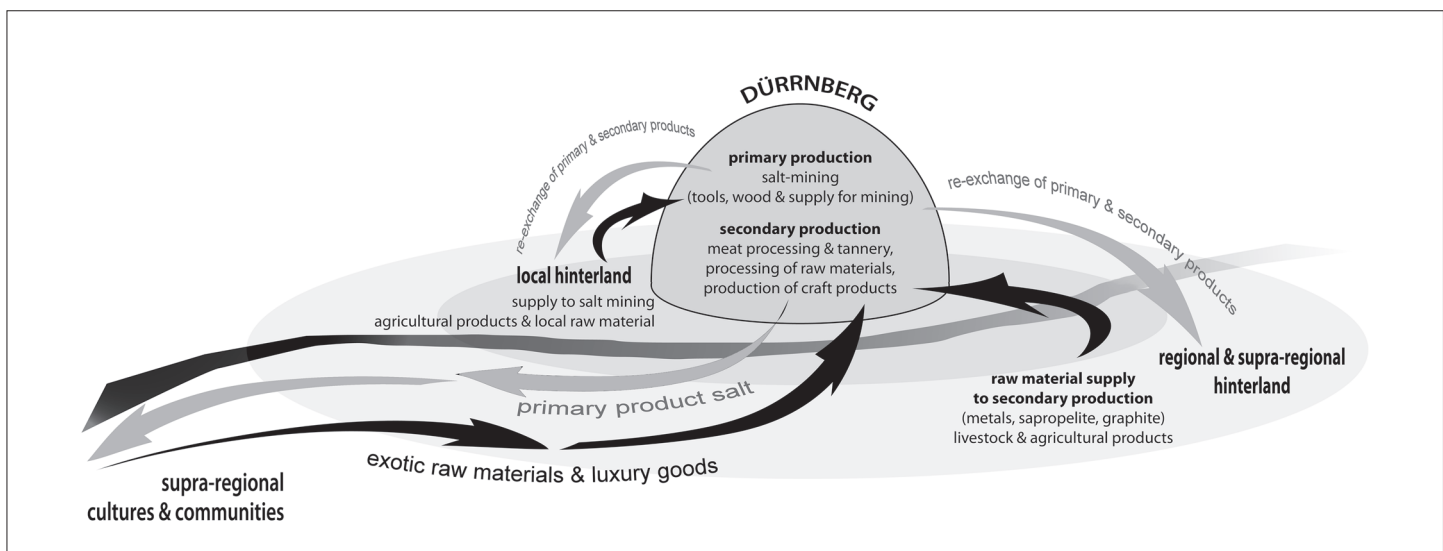 DÜRRNBERG
re-exchange of primary & secondary products
primary production
salt-mining
(tools, wood & supply for mining)
re-exchange of primary & secondary products
secondary production
meat processing & tannery,
processing of raw materials,
production of craft products
local hinterland
supply to salt mining
agricultural products & local raw material
regional & supra-regional
hinterland
raw material supply
to secondary production
(metals, sapropelite, graphite)
livestock & agricultural products
primary product salt
exotic raw materials & luxury goods
supra-regional
cultures & communities